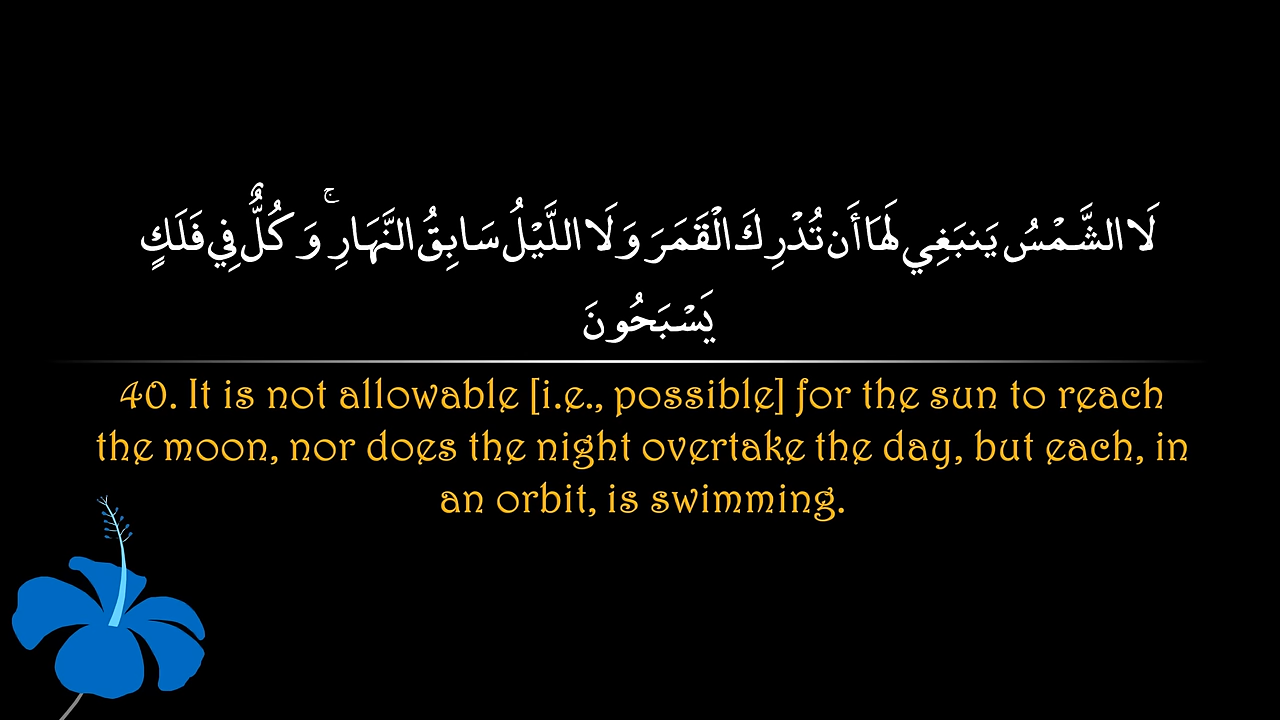 لَا الشَّمْسُ يَنبَغِي لَهَا أَن تُدْرِكَ الْقَمَرَ وَلَا اللَّيْلُ سَابِقُ النَّهَارِ ۚ وَكُلٌّ فِي فَلَكٍ
يَسْبَحُونَ
40. It is not allowable [i.e., possible] for the sun to reach
the moon, nor does the night overtake the day, but each, in
an orbit, is swimming.